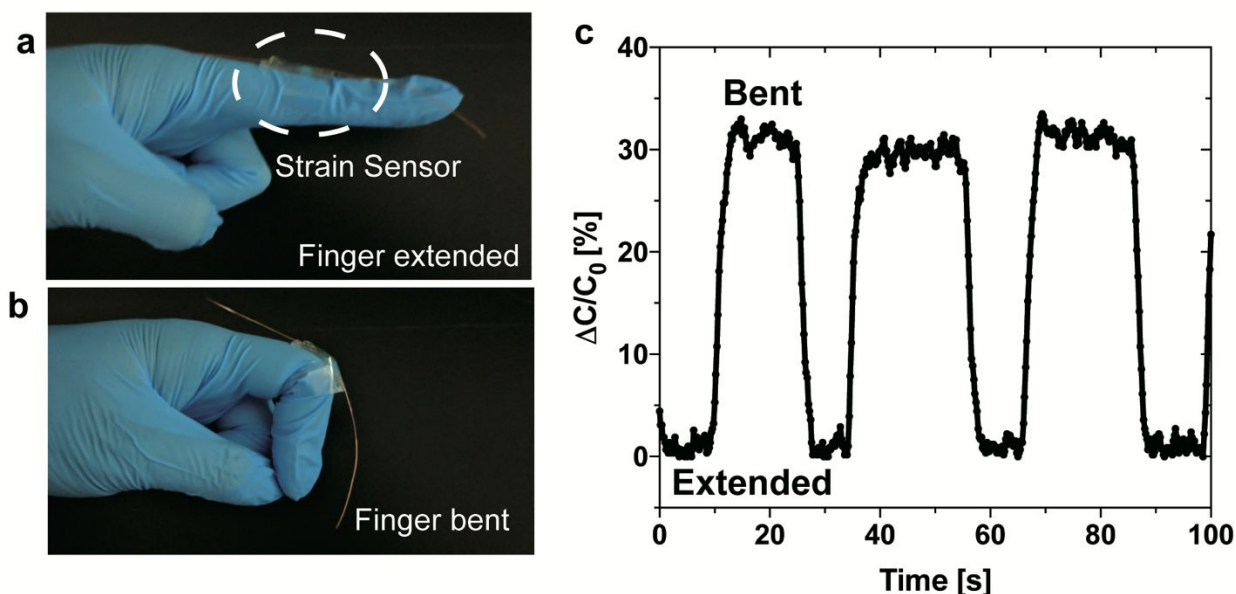 a
Strain Sensor
Finger extended
b
Finger bent
c
40
30
20
10
0
ΔC/C₀ [%]
Bent
Extended
0
20
40
60
80
100
Time [s]